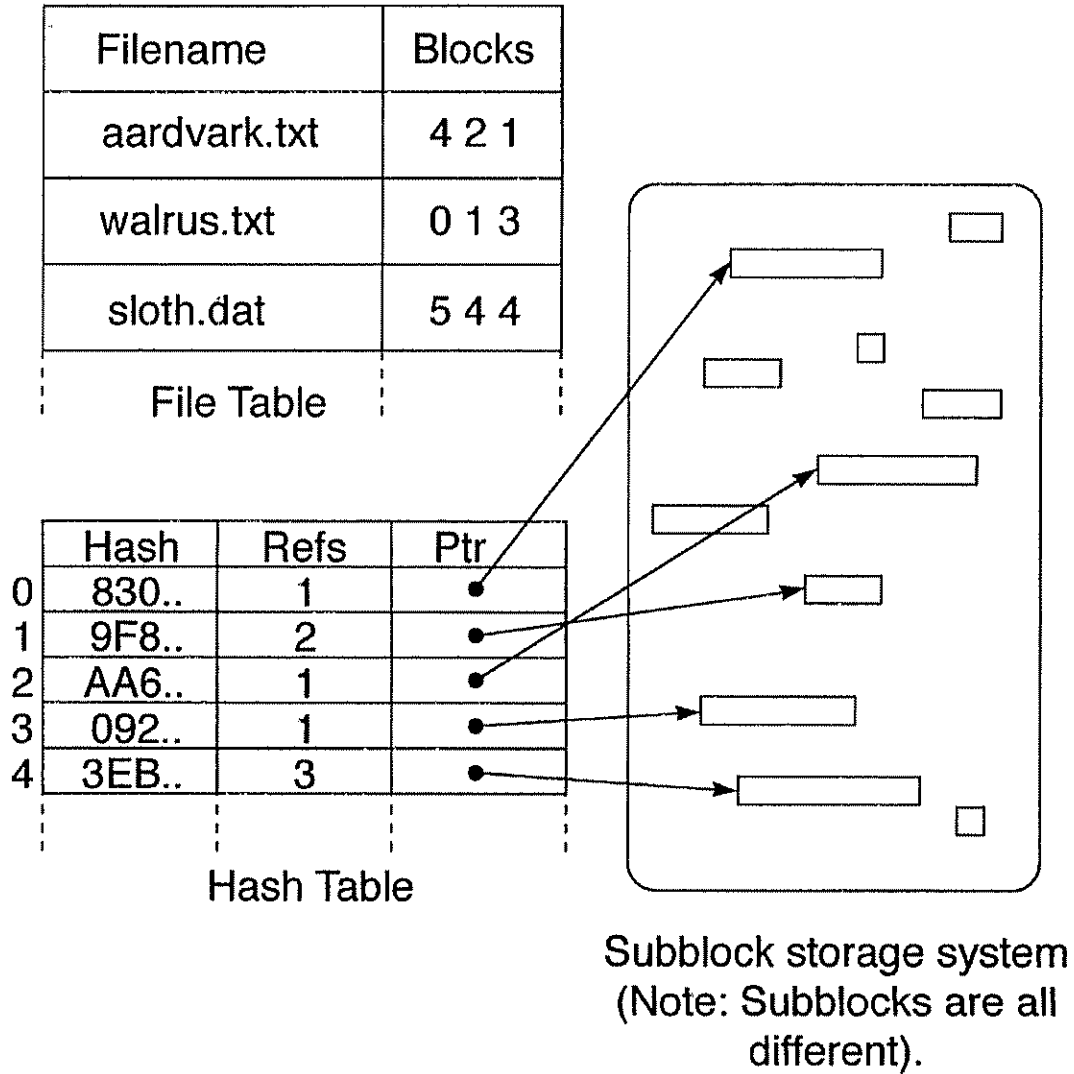 Filename Blocks
aardvark.txt 4 2 1
walrus.txt 0 1 3
sloth.dat 5 4 4
File Table
Hash Refs Ptr
0 830.. 1
1 9F8.. 2
2 AA6.. 1
3 092.. 1
4 3EB.. 3
Hash Table
Subblock storage system
(Note: Subblocks are all
different).